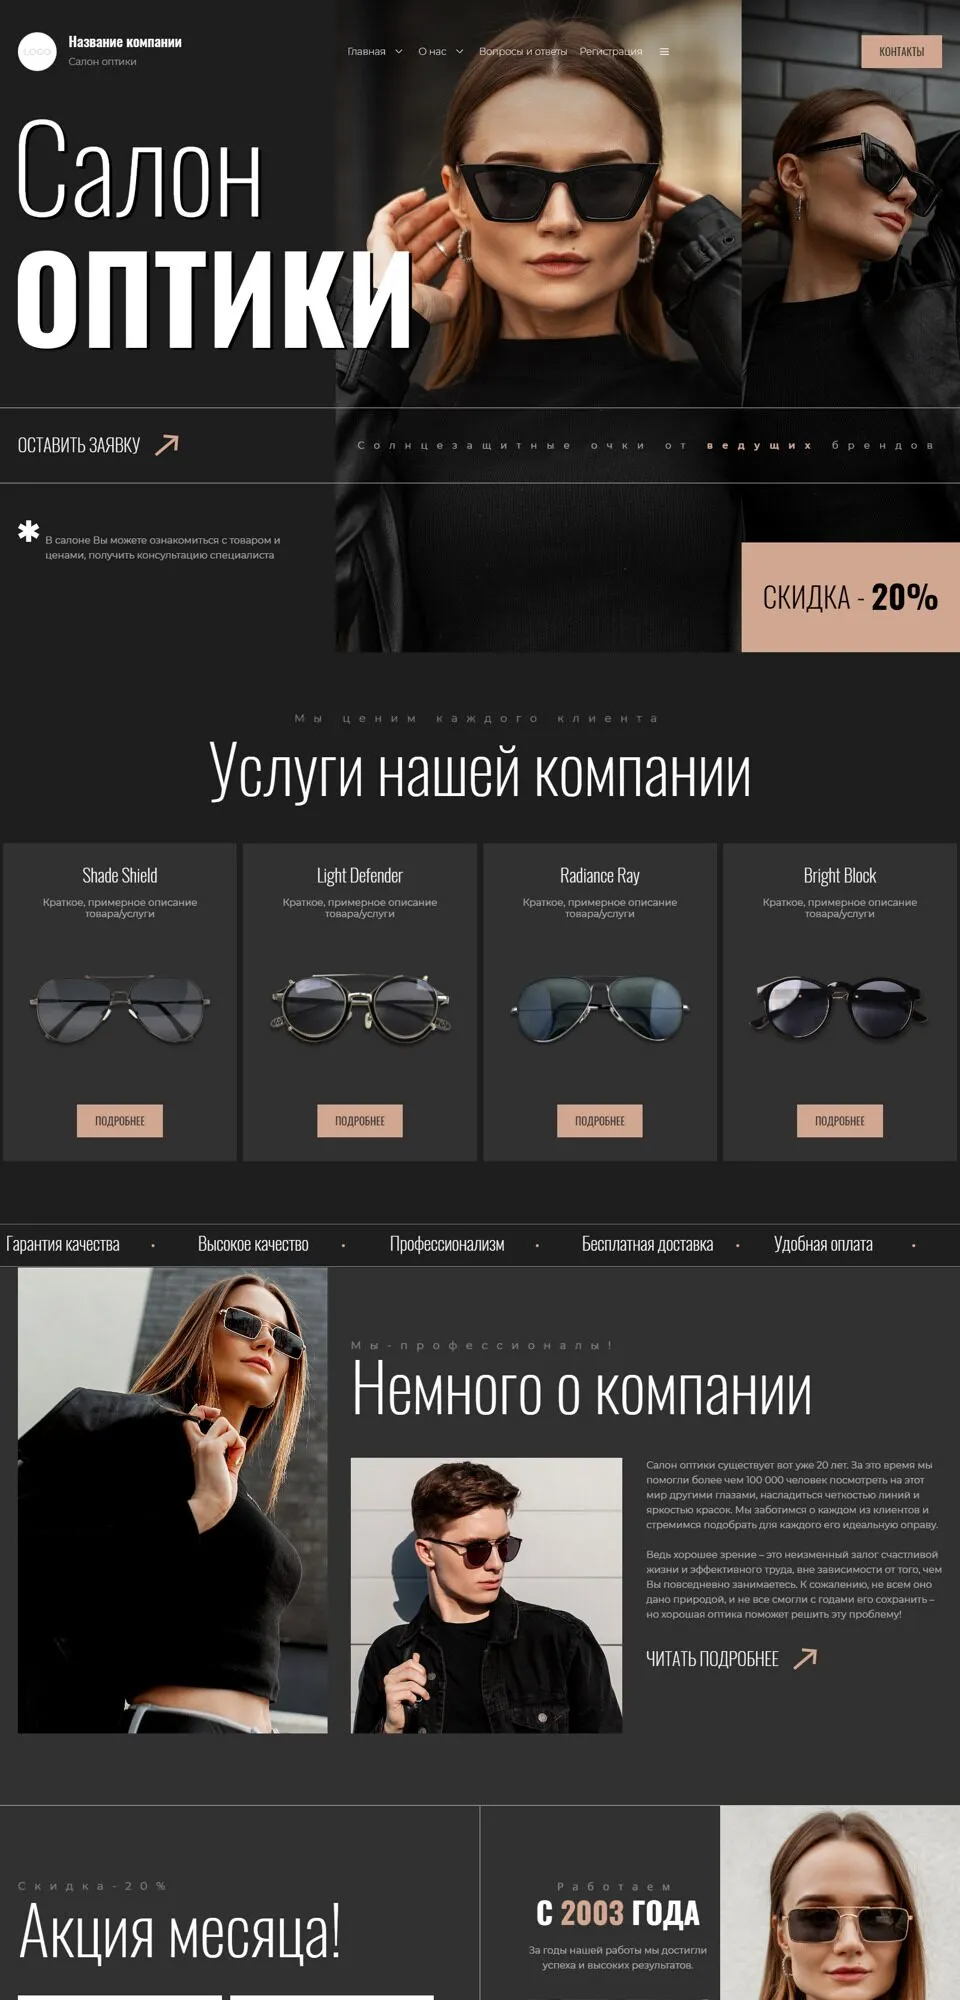 LOGO
Название компании
Салон оптики
Главная
О нас
Вопросы и ответы
Регистрация
КОНТАКТЫ
Салон
ОПТИКИ
ОСТАВИТЬ ЗАЯВКУ
Солнцезащитные очки от ведущих брендов
* В салоне Вы можете ознакомиться с товаром и
ценами, получить консультацию специалиста
СКИДКА - 20%
Мы ценим каждого клиента
Услуги нашей компании
Shade Shield
Краткое, примерное описание
товара/услуги
ПОДРОБНЕЕ
Light Defender
Краткое, примерное описание
товара/услуги
ПОДРОБНЕЕ
Radiance Ray
Краткое, примерное описание
товара/услуги
ПОДРОБНЕЕ
Bright Block
Краткое, примерное описание
товара/услуги
ПОДРОБНЕЕ
Гарантия качества • Высокое качество • Профессионализм • Бесплатная доставка • Удобная оплата •
Мы-профессионалы!
Немного о компании
Салон оптики существует вот уже 20 лет. За это время мы
помогли более чем 100 000 человек посмотреть на этот
мир другими глазами, насладиться четкостью линий и
яркостью красок. Мы заботимся о каждом из клиентов и
стремимся подобрать для каждого его идеальную оправу.
Ведь хорошее зрение – это неизменный залог счастливой
жизни и эффективного труда, вне зависимости от того, чем
Вы повседневно занимаетесь. К сожалению, не всем оно
дано природой, и не все смогли с годами его сохранить –
но хорошая оптика поможет решить эту проблему!
ЧИТАТЬ ПОДРОБНЕЕ
Скидка-20%
Акция месяца!
Работаем
С 2003 ГОДА
За годы нашей работы мы достигли
успеха и высоких результатов.